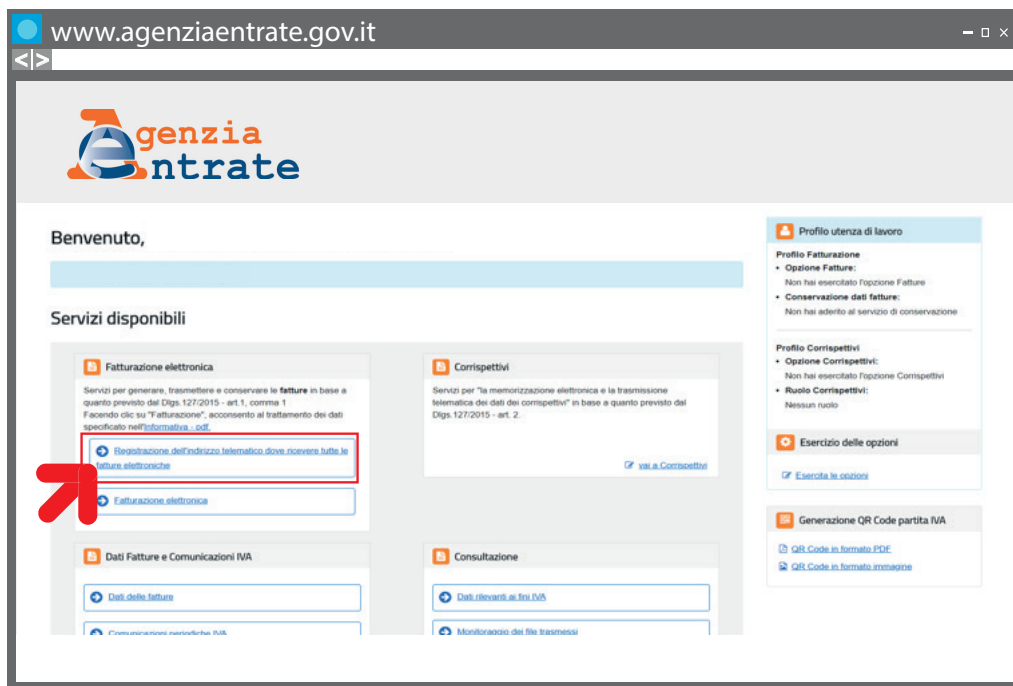 www.agenziaentrate.gov.it
<|>
Agenzia
entrate
Benvenuto,
Servizi disponibili
Fatturazione elettronica
Servizi per generare, trasmettere e conservare le fatture in base a
quanto previsto dal Dlgs.127/2015 - art.1, comma 1
Facendo clic su "Fatturazione", acconsento al trattamento dei dati
specificato nell'Informativa - pdf.
Registrazione dell'indirizzo telematico dove ricevere tutte le
fatture elettroniche
Fatturazione elettronica
Corrispettivi
Servizi per "la memorizzazione elettronica e la trasmissione
telematica dei dati dei corrispettivi" in base a quanto previsto dal
Dlgs.127/2015 - art. 2.
vai a Corrispettivi
Dati Fatture e Comunicazioni IVA
Dati delle fatture
Comunicazioni periodiche IVA
Consultazione
Dati rilevanti ai fini IVA
Monitoraggio dei file trasmessi
Profilo utenza di lavoro
Profilo Fatturazione
• Opzione Fatture:
Non hai esercitato l'opzione Fatture
• Conservazione dati fatture:
Non hai aderito al servizio di conservazione
Profilo Corrispettivi
• Opzione Corrispettivi:
Non hai esercitato l'opzione Corrispettivi
• Ruolo Corrispettivi:
Nessun ruolo
Esercizio delle opzioni
Esercita le opzioni
Generazione QR Code partita IVA
QR Code in formato PDF
QR Code in formato immagine